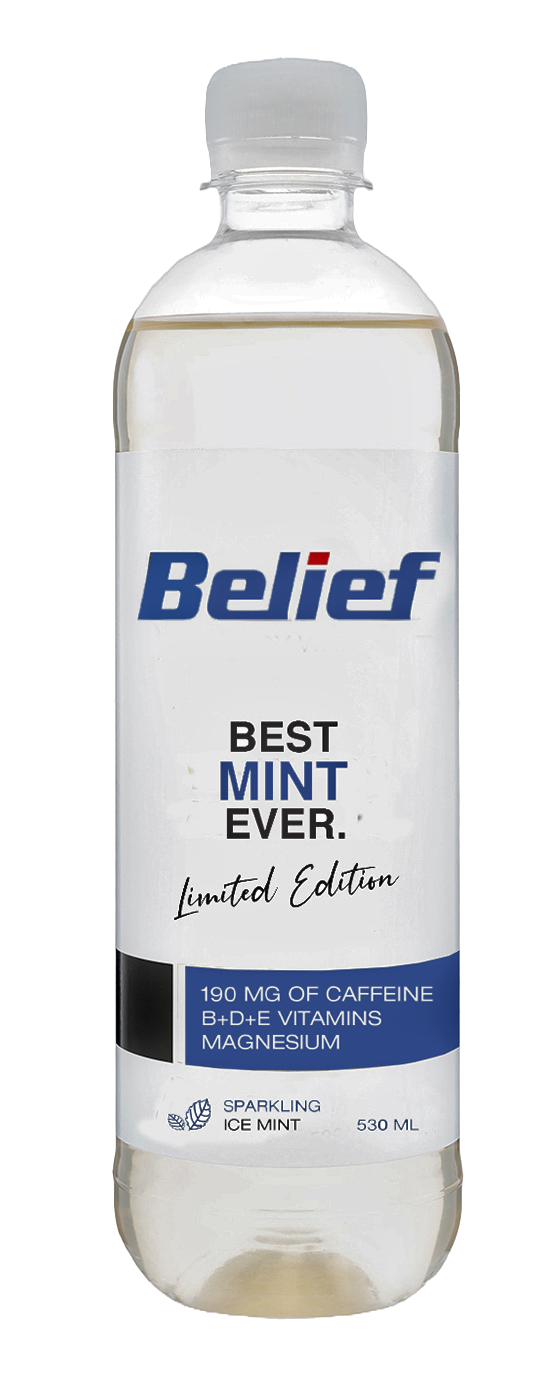 Belief
BEST
MINT
EVER.
Limited Edition
190 MG OF CAFFEINE
B+D+E VITAMINS
MAGNESIUM
SPARKLING
ICE MINT
530 ML